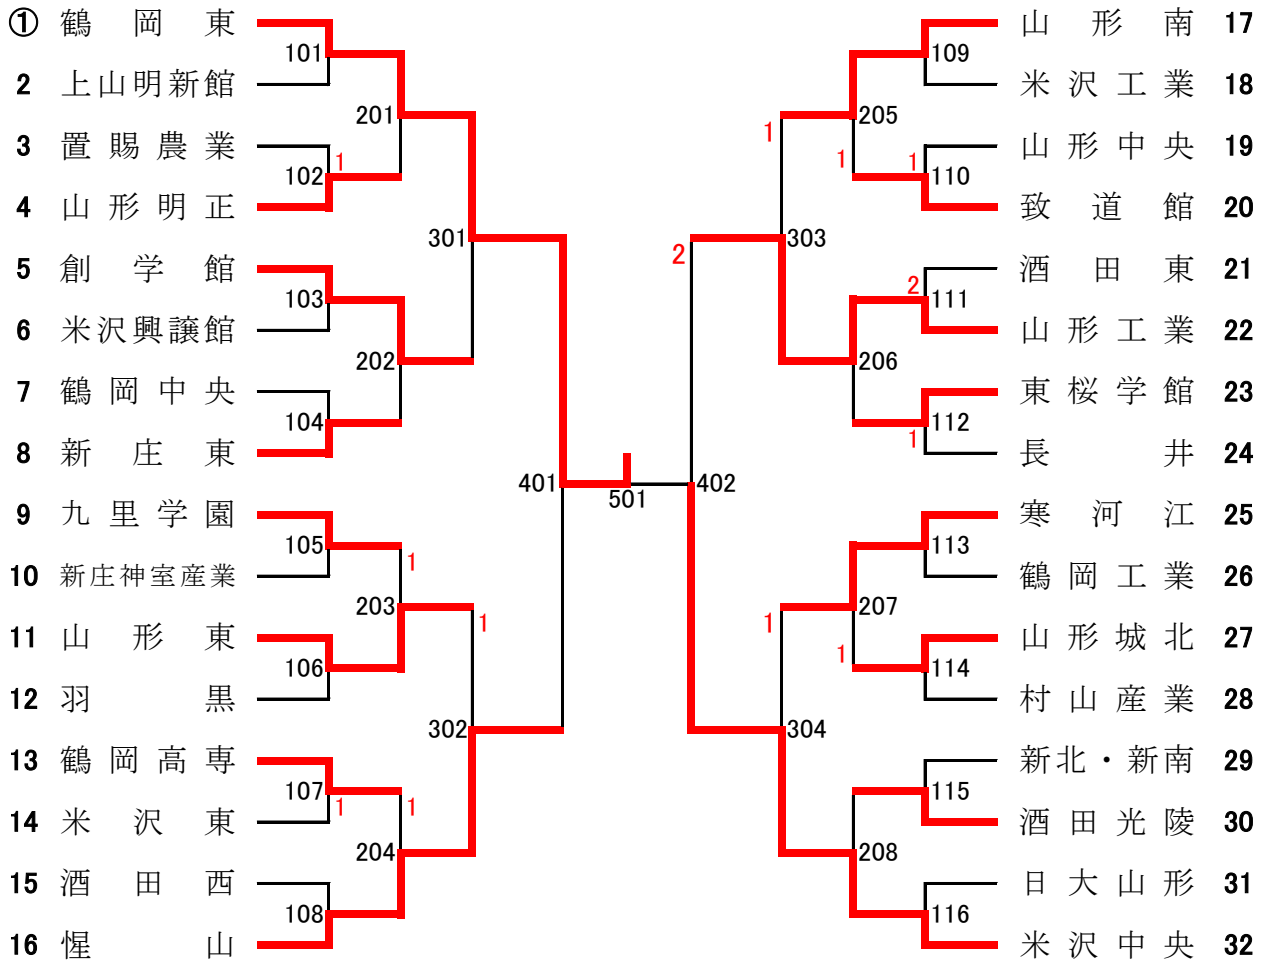 ① 鶴岡東
101
2 上山明新館
201
3 置賜農業
1
102
4 山形明正
301
5 創学館
103
6 米沢興譲館
202
7 鶴岡中央
104
8 新庄東
401
9 九里学園
105
1
10 新庄神室産業
203
1
11 山形東
106
12 羽黒
302
13 鶴岡高専
107
1
1
14 米沢東
204
15 酒田西
108
16 惺山
501
山形南 17
109
米沢工業 18
205
1
山形中央 19
1
1
110
致道館 20
303
2
酒田東 21
2
111
山形工業 22
206
東桜学館 23
112
1
長井 24
402
寒河江 25
113
鶴岡工業 26
207
1
山形城北 27
1
114
村山産業 28
304
新北・新南 29
115
酒田光陵 30
208
日大山形 31
116
米沢中央 32